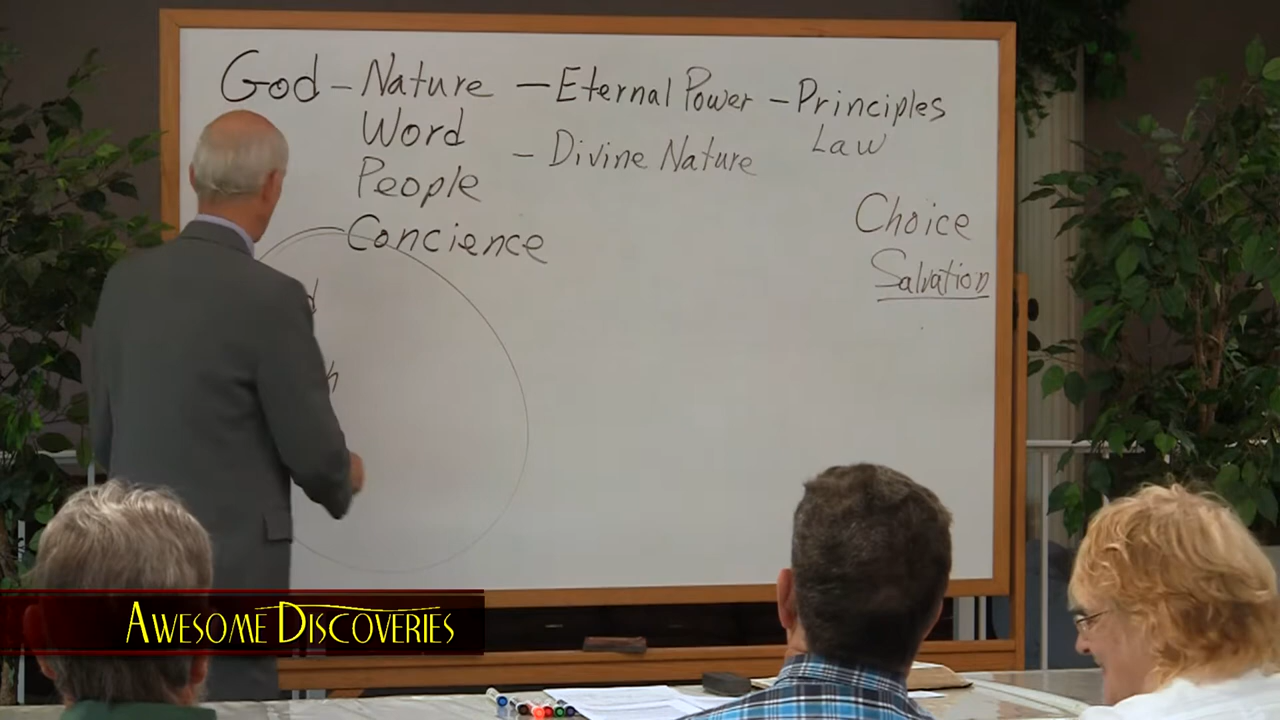 God - Nature - Eternal Power - Principles
Word
Law
- Divine Nature
People
Choice
Concience
Salvation
AWESOME DISCOVERIES